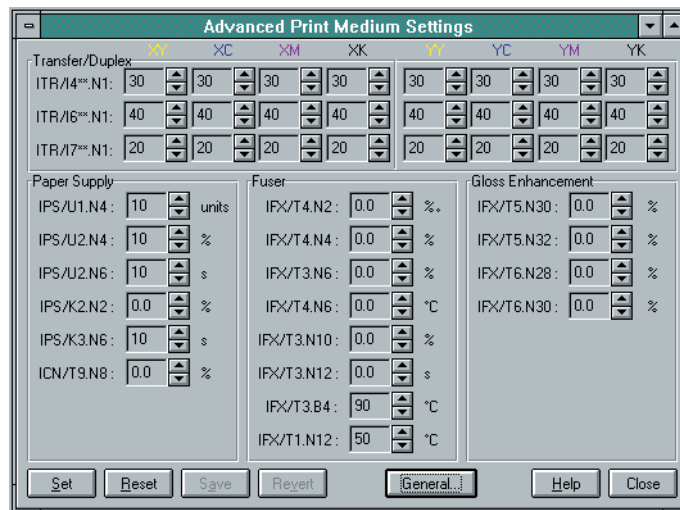 Advanced Print Medium Settings
XY XC XM XK YY YC YM YK
Transfer/Duplex
ITR/I4**.N1: 30 30 30 30 30 30 30 30
ITR/I6**.N1: 40 40 40 40 40 40 40 40
ITR/I7**.N1: 20 20 20 20 20 20 20 20
Paper Supply
IPS/U1.N4: 10 units
IPS/U2.N4: 10 %
IPS/U2.N6: 10 s
IPS/K2.N2: 0.0 %
IPS/K3.N6: 10 s
ICN/T9.N8: 0.0 %
Fuser
IFX/T4.N2: 0.0 %.
IFX/T4.N4: 0.0 %
IFX/T3.N6: 0.0 %
IFX/T4.N6: 0.0 °C
IFX/T3.N10: 0.0 %
IFX/T3.N12: 0.0 s
IFX/T3.B4: 90 °C
IFX/T1.N12: 50 °C
Gloss Enhancement
IFX/T5.N30: 0.0 %
IFX/T5.N32: 0.0 %
IFX/T6.N28: 0.0 %
IFX/T6.N30: 0.0 %
Set Reset Save Revert General... Help Close